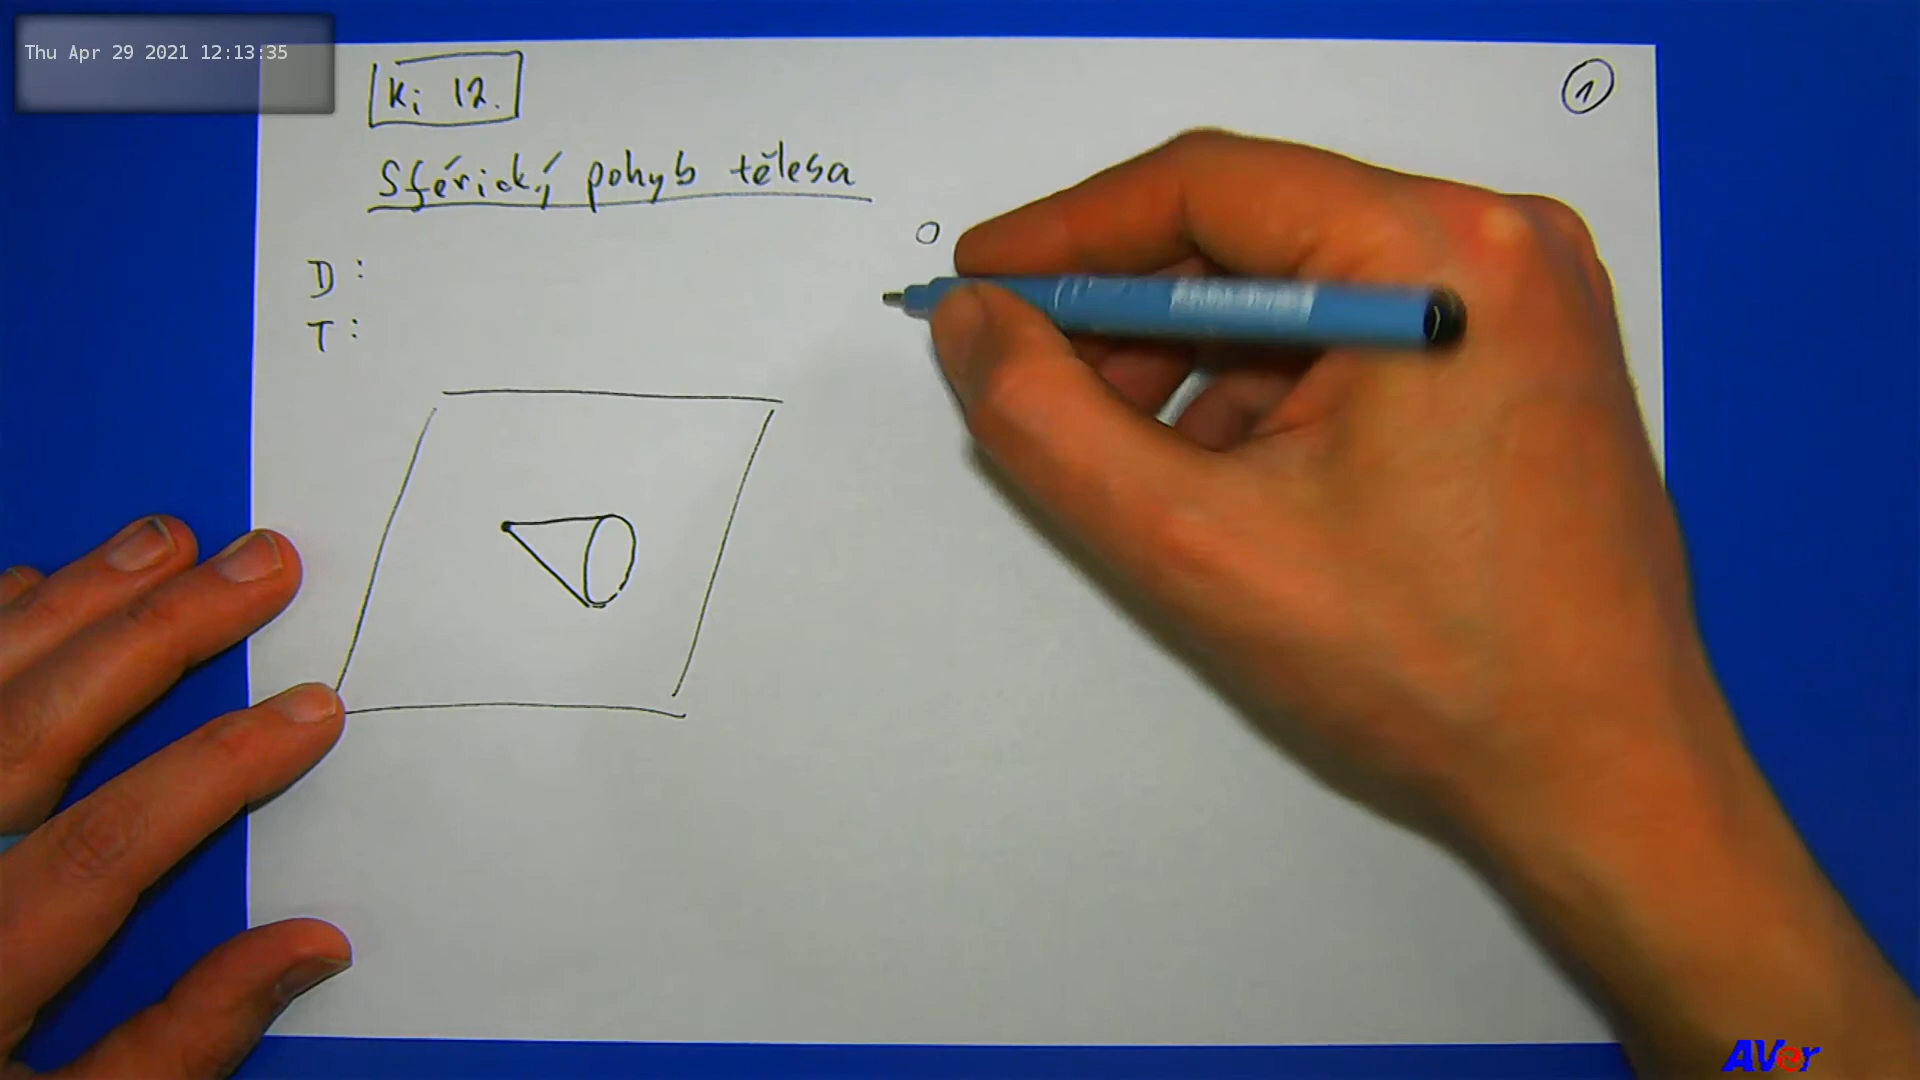 Thu Apr 29 2021 12:13:35
Ki 12.
1
Sférický pohyb tělesa
O
D:
T:
AVer